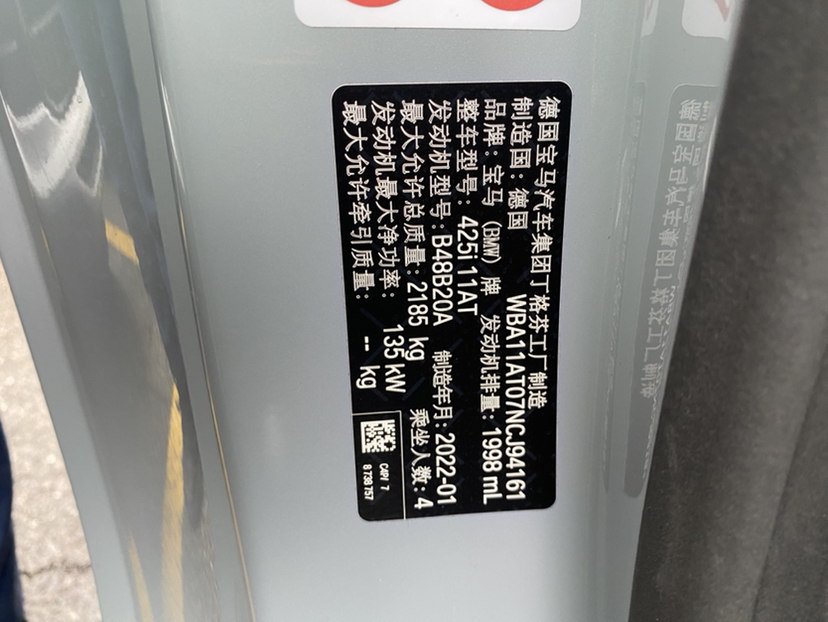 德国宝马汽车集团丁格芬工厂制造
制造国：德国 WBA11AT07NCJ94161
品牌：宝马 (BMW) 牌 发动机排量：1998 mL
整车型号：425i 11AT 制造年月：2022-01
发动机型号：B48B20A 乘坐人数：4
最大允许总质量：2185 kg
发动机最大净功率：135 kW
最大允许牵引质量： -- kg
C4P/ 7
8 738 757